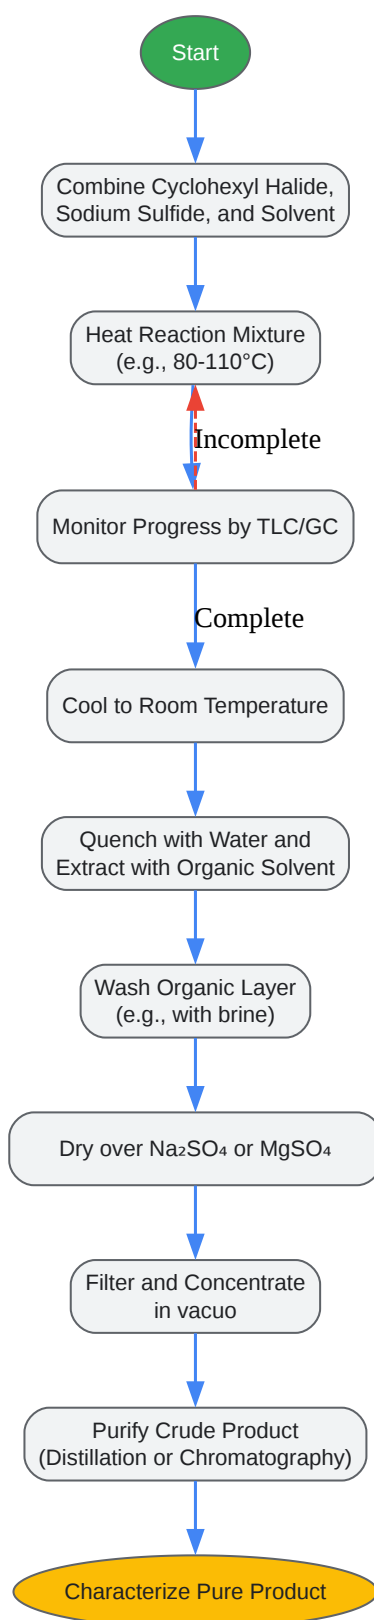 Start
Combine Cyclohexyl Halide,
Sodium Sulfide, and Solvent
Heat Reaction Mixture
(e.g., 80-110°C)
Incomplete
Monitor Progress by TLC/GC
Complete
Cool to Room Temperature
Quench with Water and
Extract with Organic Solvent
Wash Organic Layer
(e.g., with brine)
Dry over Na₂SO₄ or MgSO₄
Filter and Concentrate
in vacuo
Purify Crude Product
(Distillation or Chromatography)
Characterize Pure Product